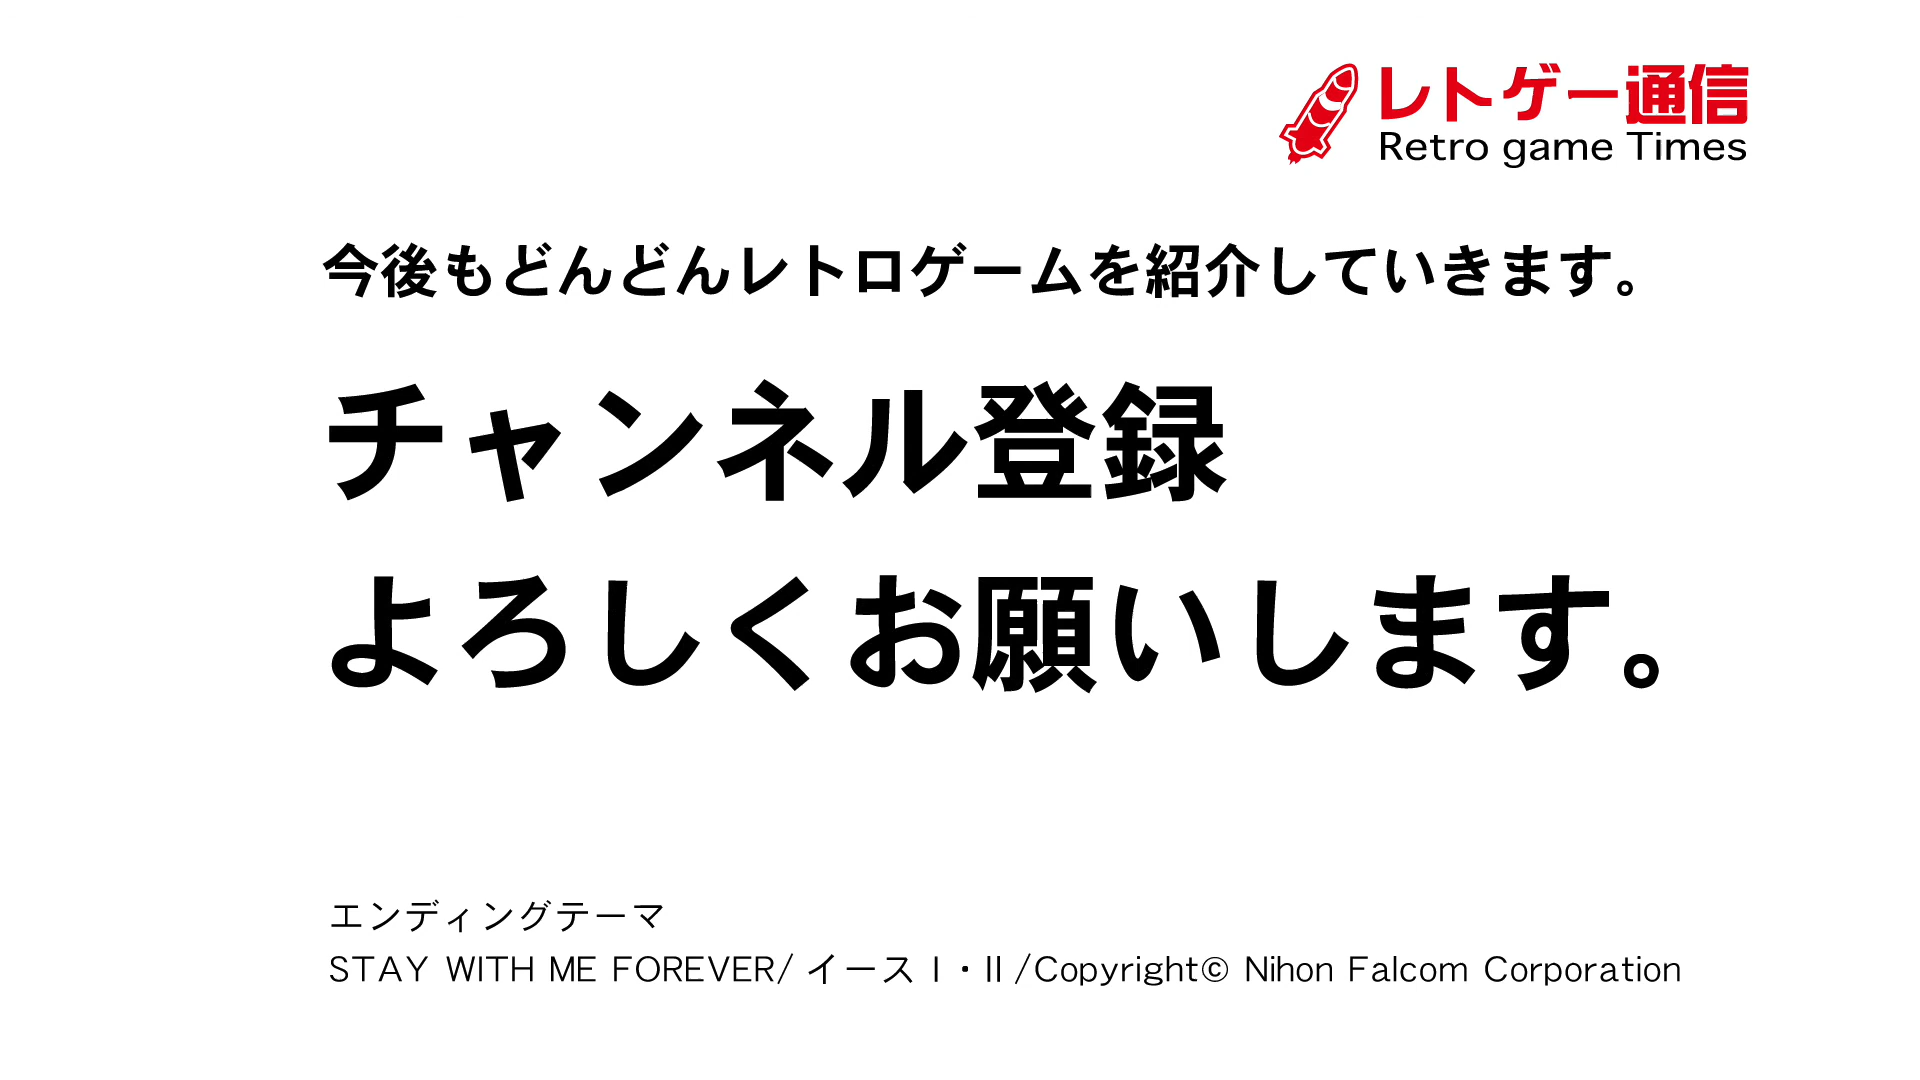 レトゲー通信
Retro game Times
今後もどんどんレトロゲームを紹介していきます。
チャンネル登録
よろしくお願いします。
エンディングテーマ
STAY WITH ME FOREVER/イースⅠ・Ⅱ/Copyright© Nihon Falcom Corporation